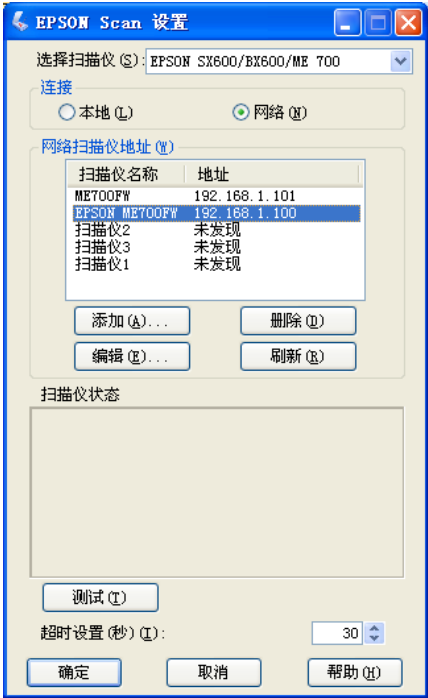 EPSON Scan 设置
选择扫描仪(S): EPSON SX600/BX600/ME 700
连接
本地(L) 网络(N)
网络扫描仪地址(W)
扫描仪名称 地址
ME700FW 192.168.1.101
EPSON ME700FW 192.168.1.100
扫描仪2 未发现
扫描仪3 未发现
扫描仪1 未发现
添加(A)... 删除(D)
编辑(E)... 刷新(R)
扫描仪状态
测试(T)
超时设置(秒)(I): 30
确定 取消 帮助(H)